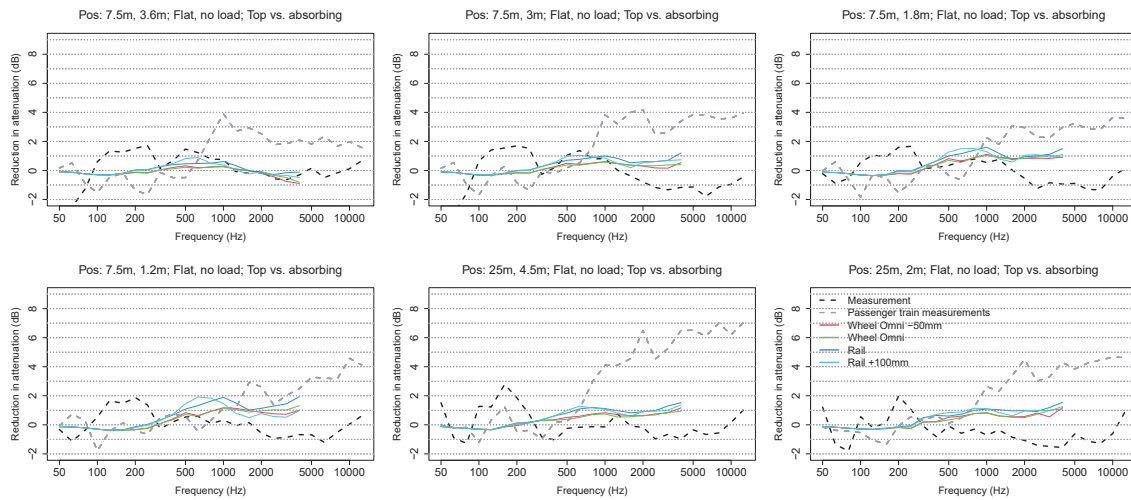 Pos: 7.5m, 3.6m; Flat, no load; Top vs. absorbing
Reduction in attenuation (dB)
8
6
4
2
0
−2
50 100 200 500 1000 2000 5000 10000
Frequency (Hz)
Pos: 7.5m, 3m; Flat, no load; Top vs. absorbing
Reduction in attenuation (dB)
8
6
4
2
0
−2
50 100 200 500 1000 2000 5000 10000
Frequency (Hz)
Pos: 7.5m, 1.8m; Flat, no load; Top vs. absorbing
Reduction in attenuation (dB)
8
6
4
2
0
−2
50 100 200 500 1000 2000 5000 10000
Frequency (Hz)
Pos: 7.5m, 1.2m; Flat, no load; Top vs. absorbing
Reduction in attenuation (dB)
8
6
4
2
0
−2
50 100 200 500 1000 2000 5000 10000
Frequency (Hz)
Pos: 25m, 4.5m; Flat, no load; Top vs. absorbing
Reduction in attenuation (dB)
8
6
4
2
0
−2
50 100 200 500 1000 2000 5000 10000
Frequency (Hz)
Pos: 25m, 2m; Flat, no load; Top vs. absorbing
Reduction in attenuation (dB)
8
6
4
2
0
−2
Measurement
Passenger train measurements
Wheel Omni −50mm
Wheel Omni
Rail
Rail +100mm
50 100 200 500 1000 2000 5000 10000
Frequency (Hz)